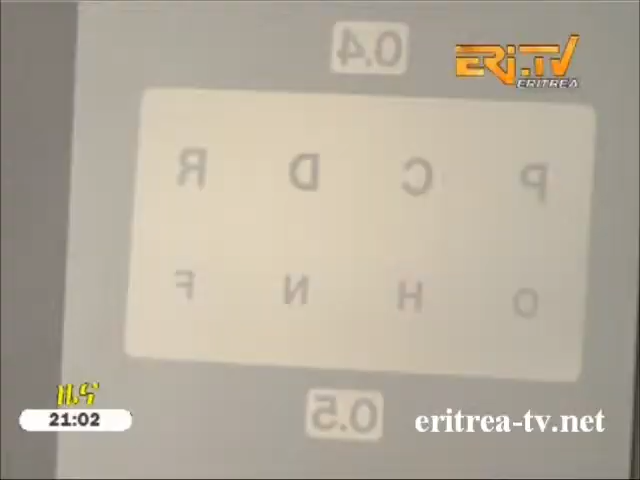 0.4
ERi.TV
ERITREA
P C D R
O H N F
0.5
ዜና
21:02
eritrea-tv.net